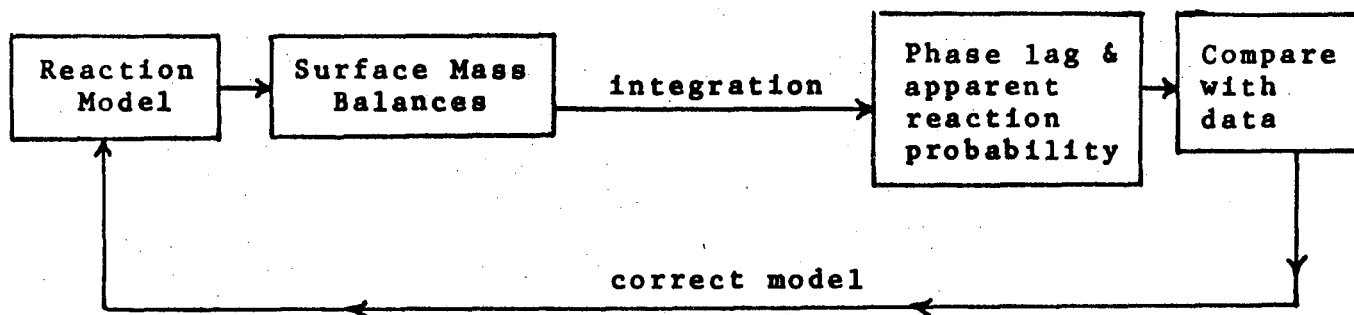 Reaction
Model
Surface Mass
Balances
integration
Phase lag &
apparent
reaction
probability
Compare
with
data
correct model